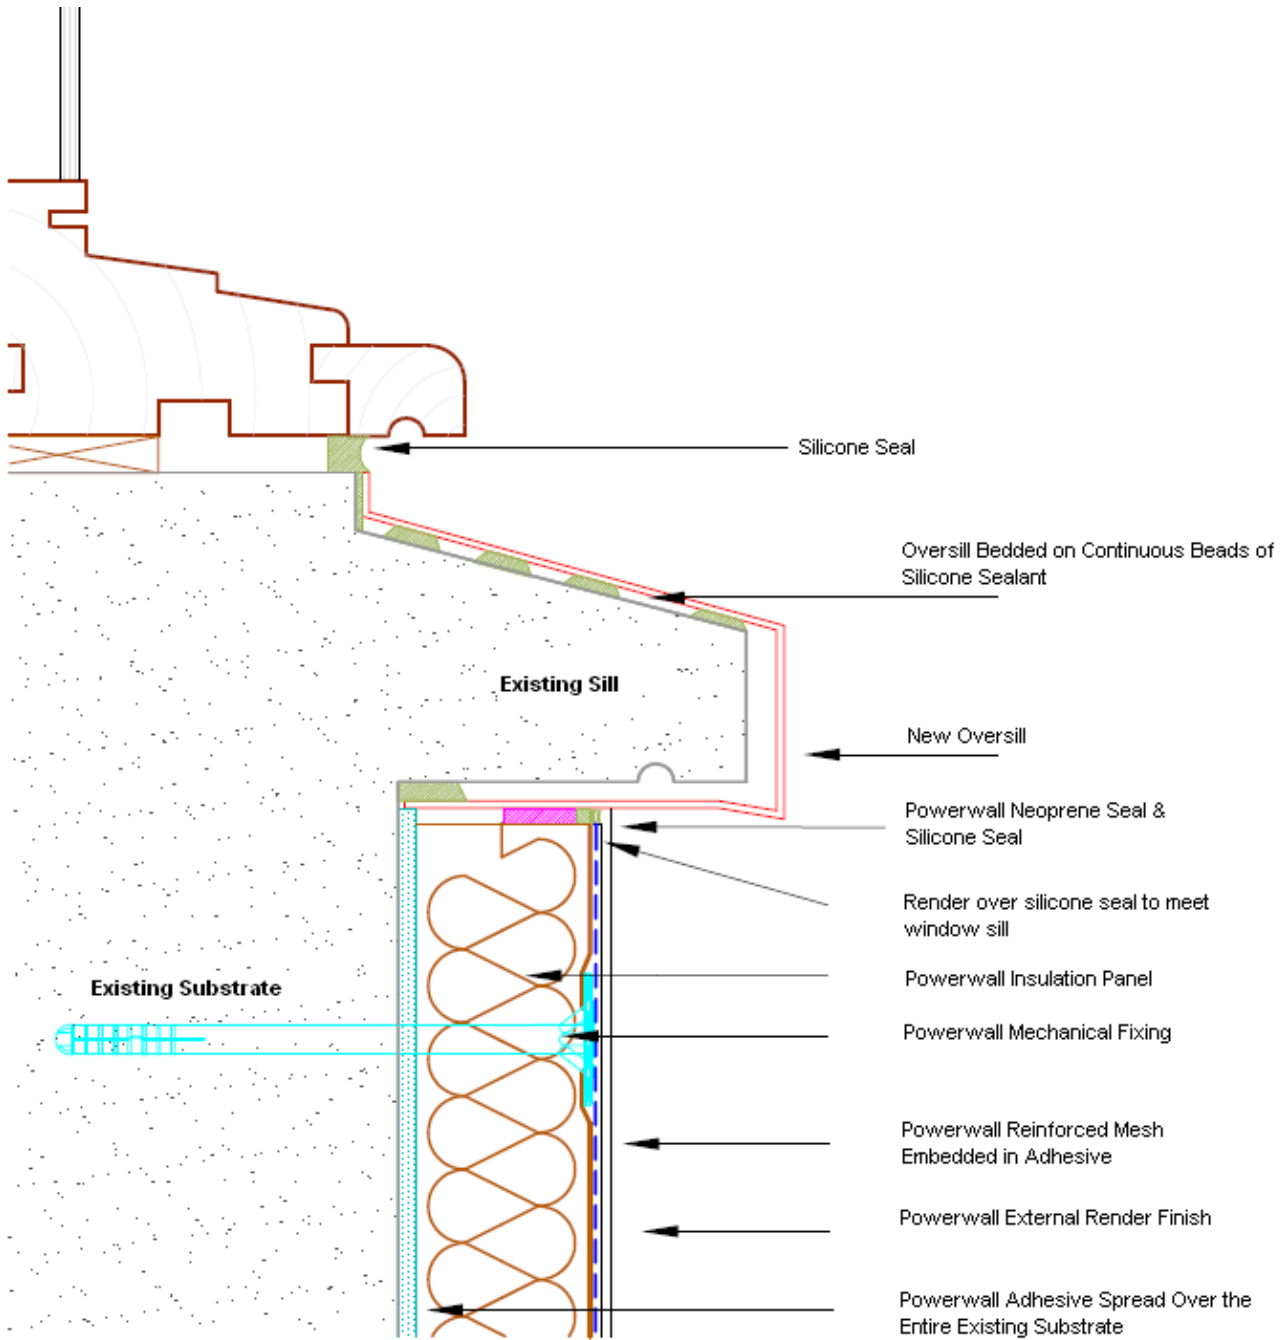 Silicone Seal
Oversill Bedded on Continuous Beads of
Silicone Sealant
Existing Sill
New Oversill
Powerwall Neoprene Seal &
Silicone Seal
Render over silicone seal to meet
window sill
Powerwall Insulation Panel
Existing Substrate
Powerwall Mechanical Fixing
Powerwall Reinforced Mesh
Embedded in Adhesive
Powerwall External Render Finish
Powerwall Adhesive Spread Over the
Entire Existing Substrate